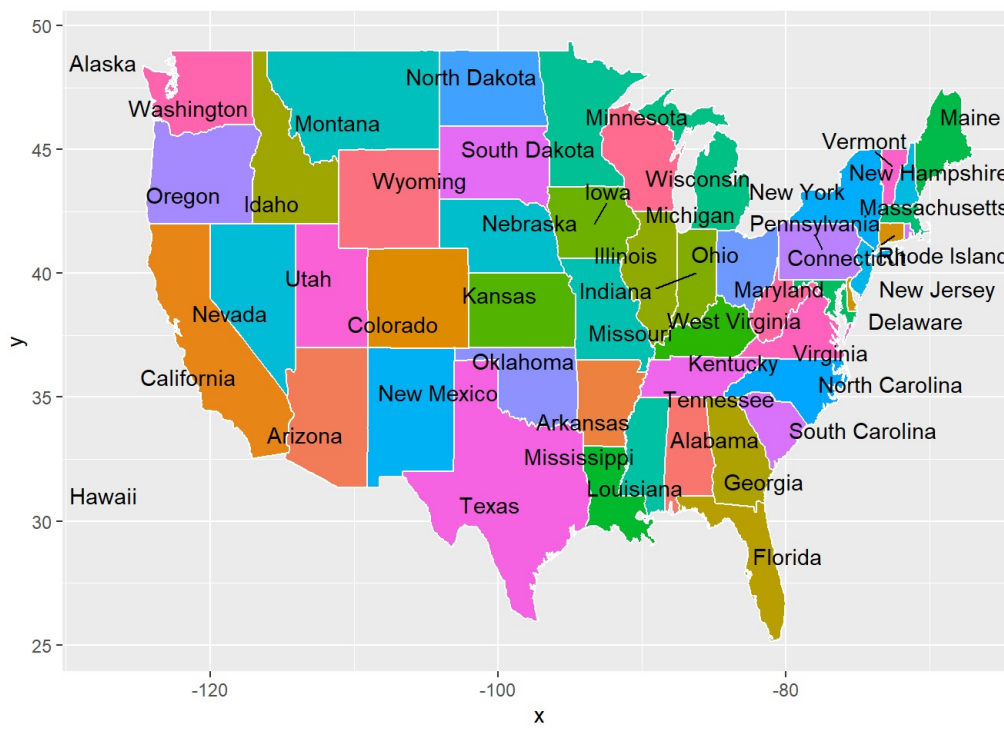 50
45
40
35
30
25
y
Alaska
Washington
Montana
North Dakota
Minnesota
Maine
Vermont
New Hampshire
Oregon
Idaho
Wyoming
South Dakota
Iowa
Wisconsin
New York
Massachusetts
Nebraska
Michigan
Pennsylvania
Illinois
Ohio
Connecticut
Rhode Island
Utah
Kansas
Indiana
Maryland
New Jersey
Nevada
Colorado
Missouri
West Virginia
Delaware
California
New Mexico
Oklahoma
Kentucky
Virginia
North Carolina
Arizona
Arkansas
Tennessee
Alabama
South Carolina
Hawaii
Texas
Mississippi
Louisiana
Georgia
Florida
-120
-100
-80
x